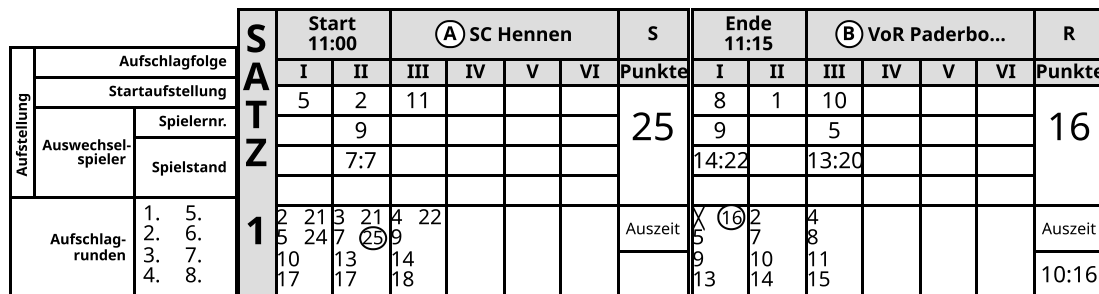 SATZ 1
Start 11:00 Ⓐ SC Hennen S Ende 11:15 Ⓑ VoR Paderbo... R
Aufstellung
Aufschlagfolge I II III IV V VI Punkte I II III IV V VI Punkte
Startaufstellung 5 2 11 25 8 1 10 16
Auswechsel-spieler
Spielernr. 9 9 5
Spielstand 7:7 14:22 13:20
Aufschlag-runden
1. 5. 2 21 3 21 4 22 Auszeit X 16 2 4 Auszeit
2. 6. 5 24 7 25 9 5 7 8
3. 7. 10 13 14 9 10 11 10:16
4. 8. 17 17 18 13 14 15